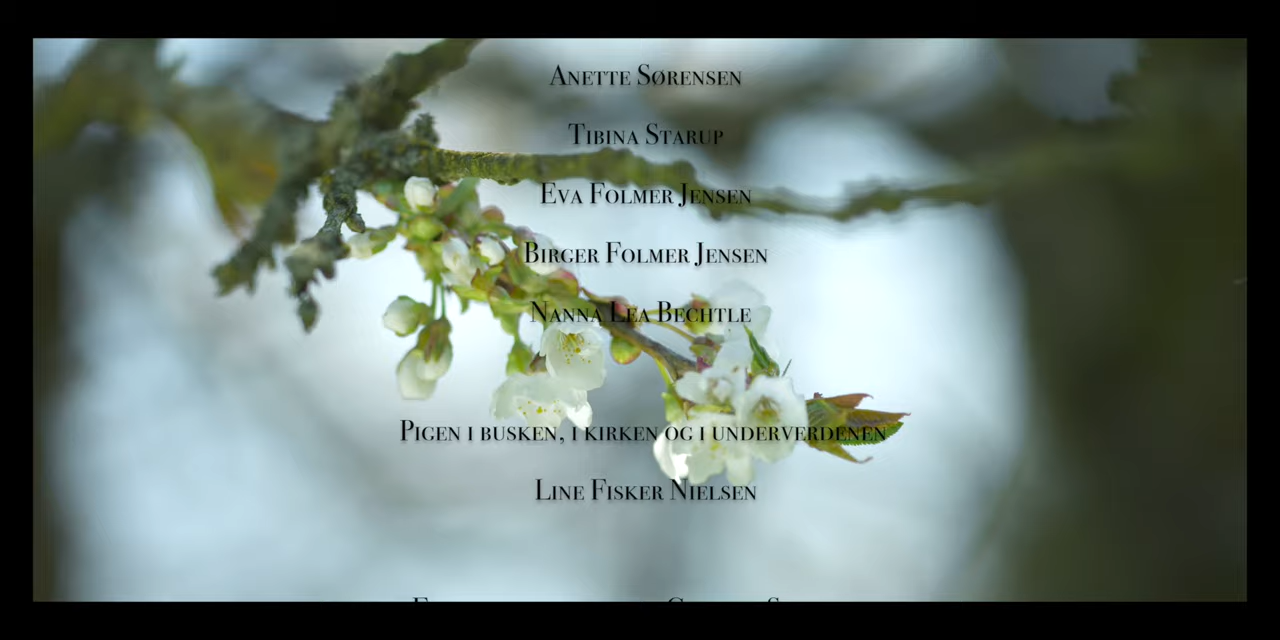 Anette Sørensen
Tibina Starup
Eva Folmer Jensen
Birger Folmer Jensen
Nanna Lea Bechtle
Pigen i busken, i kirken og i underverdenen
Line Fisker Nielsen